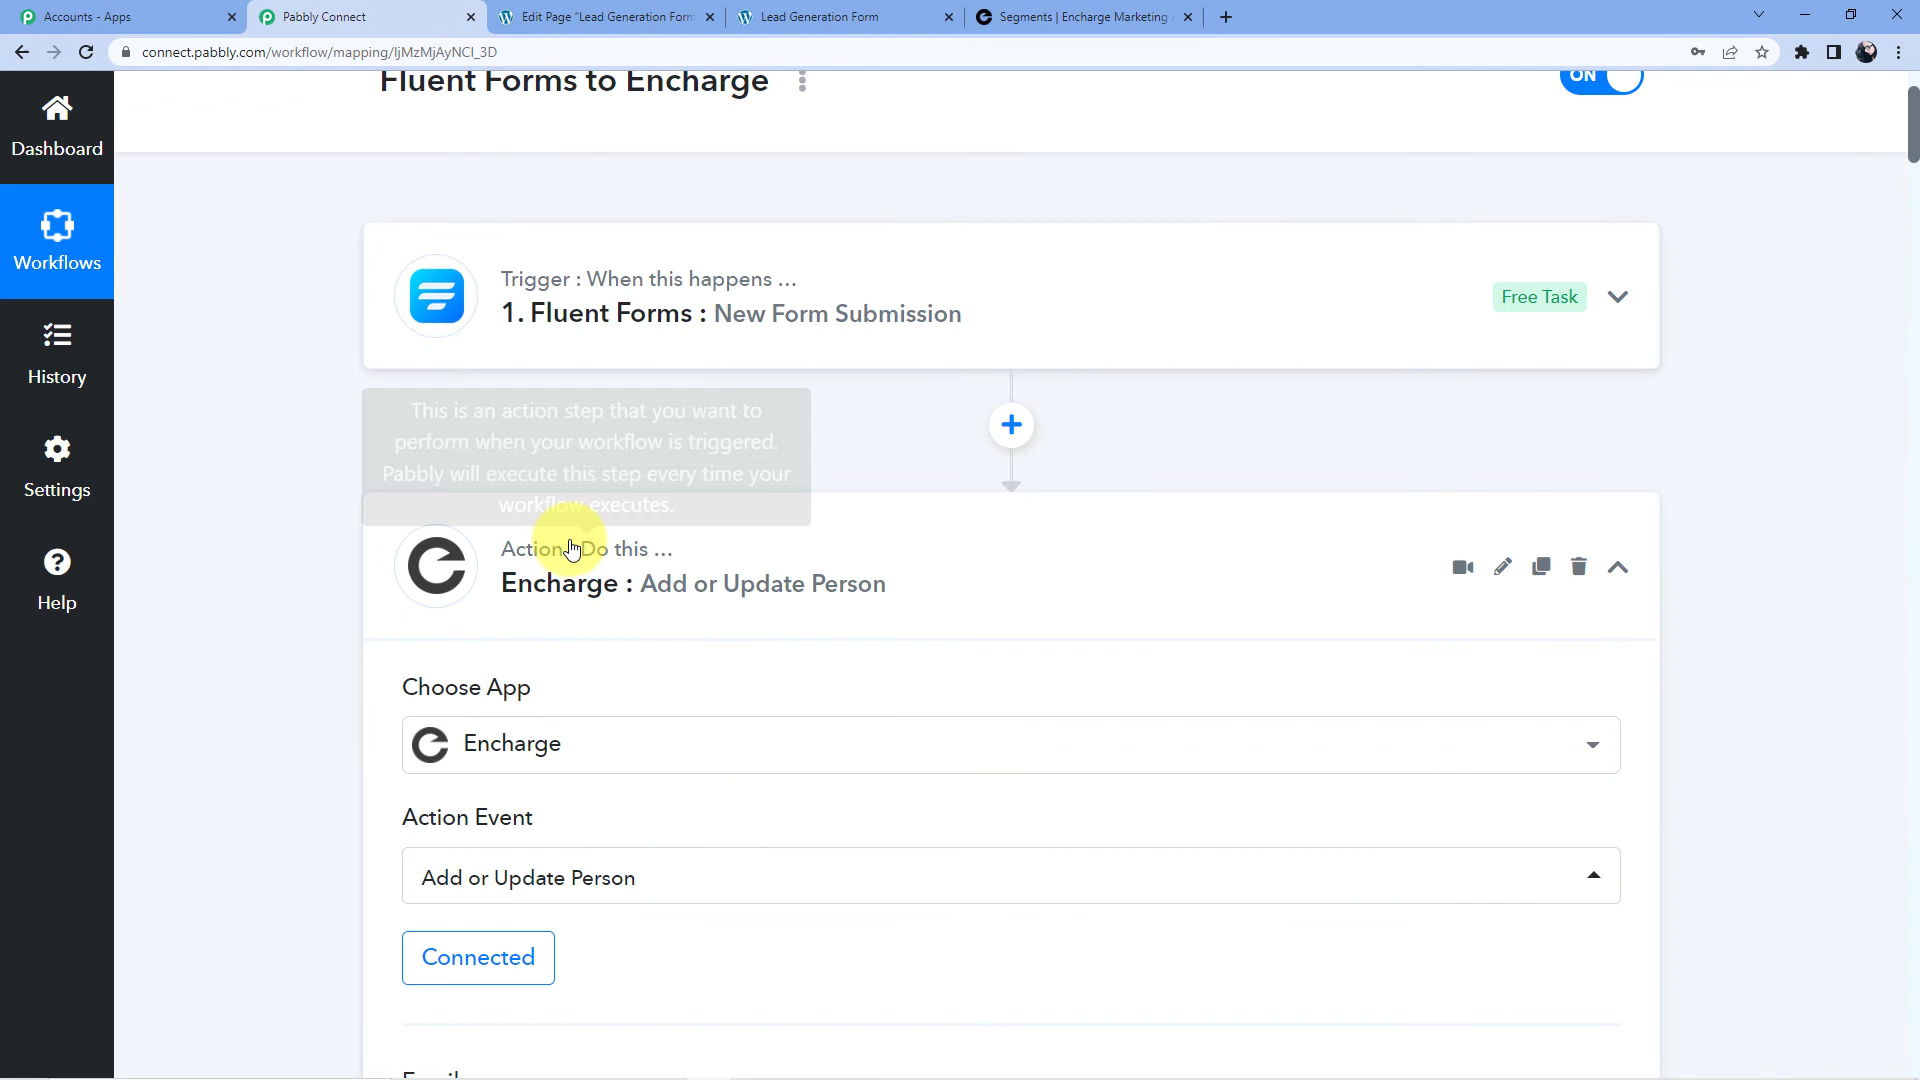 Accounts - Apps
Pabbly Connect
Edit Page "Lead Generation Form
Lead Generation Form
Segments | Encharge Marketing
connect.pabbly.com/workflow/mapping/IjMzMjAyNCI_3D
Fluent Forms to Encharge
ON
Dashboard
Workflows
History
Settings
Help
Trigger : When this happens ...
1. Fluent Forms : New Form Submission
Free Task
This is an action step that you want to
perform when your workflow is triggered.
Pabbly will execute this step every time your
workflow executes.
Action : Do this ...
Encharge : Add or Update Person
Choose App
Encharge
Action Event
Add or Update Person
Connected